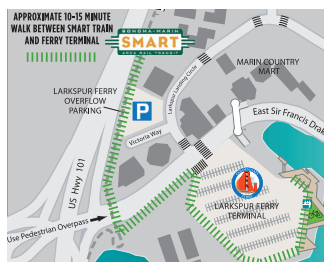 APPROXIMATE 10-15 MINUTE
WALK BETWEEN SMART TRAIN
AND FERRY TERMINAL
SONOMA-MARIN
SMART
AREA RAIL TRANSIT
LARKSPUR FERRY
OVERFLOW
PARKING
P
Larkspur Landing Circle
MARIN COUNTRY
MART
Victoria Way
East Sir Francis Drak
US Hwy 101
LARKSPUR FERRY
TERMINAL
Use Pedestrian Overpass